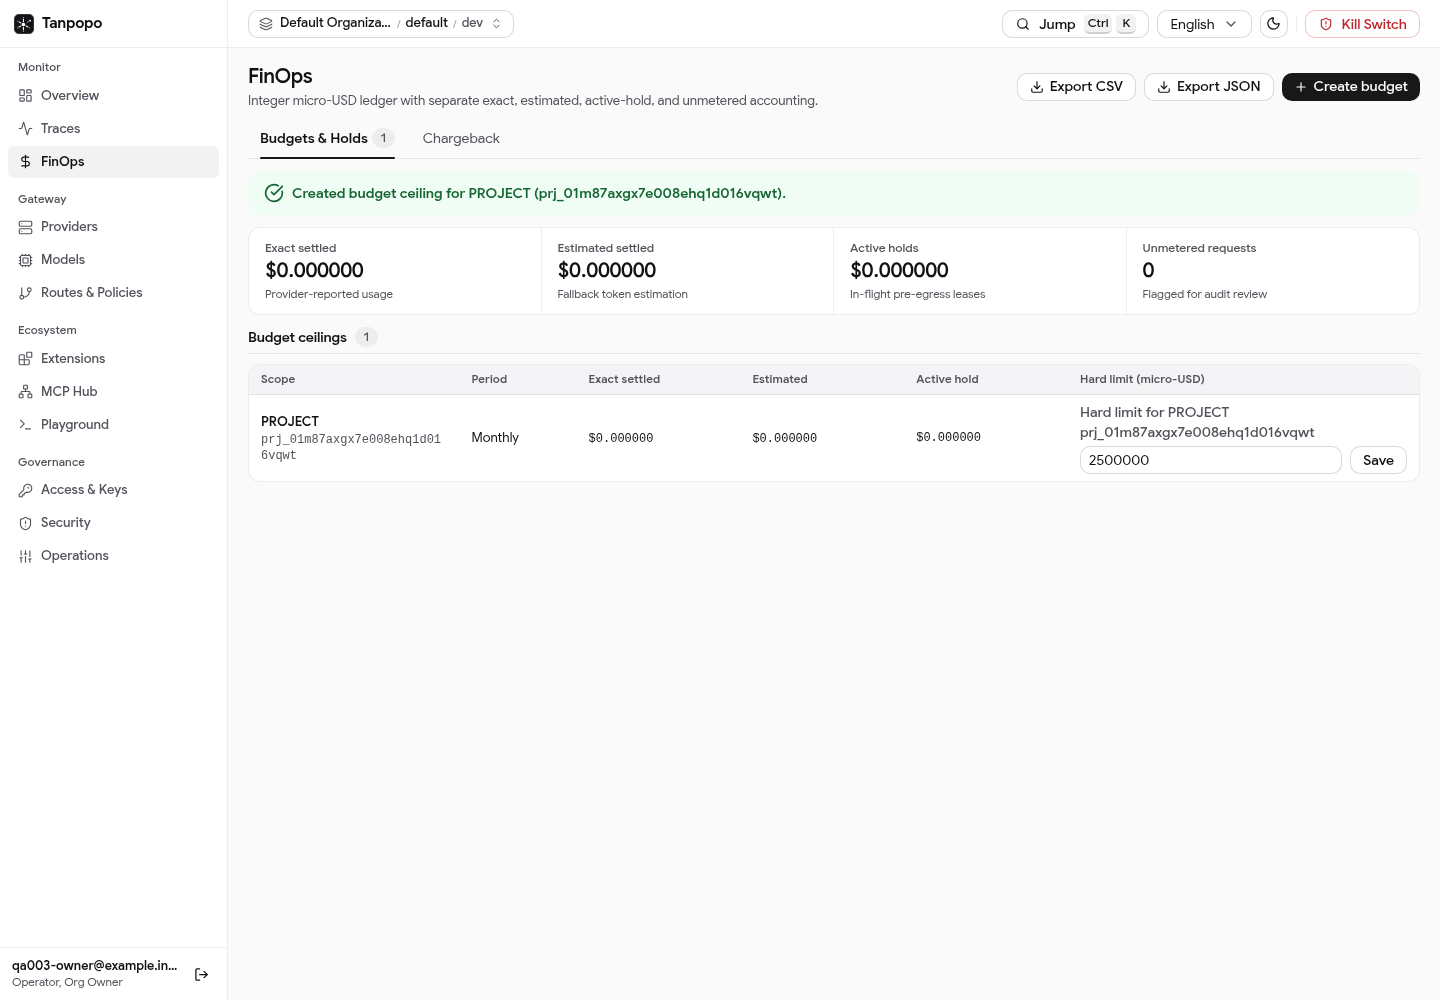 Tanpopo
Default Organiza... / default / dev
Jump Ctrl K
English
Kill Switch
Monitor
Overview
Traces
FinOps
Gateway
Providers
Models
Routes & Policies
Ecosystem
Extensions
MCP Hub
Playground
Governance
Access & Keys
Security
Operations
qa003-owner@example.in...
Operator, Org Owner
FinOps
Integer micro-USD ledger with separate exact, estimated, active-hold, and unmetered accounting.
Export CSV
Export JSON
Create budget
Budgets & Holds 1
Chargeback
Created budget ceiling for PROJECT (prj_01m87axgx7e008ehq1d016vqwt).
Exact settled
$0.000000
Provider-reported usage
Estimated settled
$0.000000
Fallback token estimation
Active holds
$0.000000
In-flight pre-egress leases
Unmetered requests
0
Flagged for audit review
Budget ceilings 1
Scope Period Exact settled Estimated Active hold Hard limit (micro-USD)
PROJECT
prj_01m87axgx7e008ehq1d01
6vqwt
Monthly
$0.000000
$0.000000
$0.000000
Hard limit for PROJECT
prj_01m87axgx7e008ehq1d016vqwt
2500000
Save